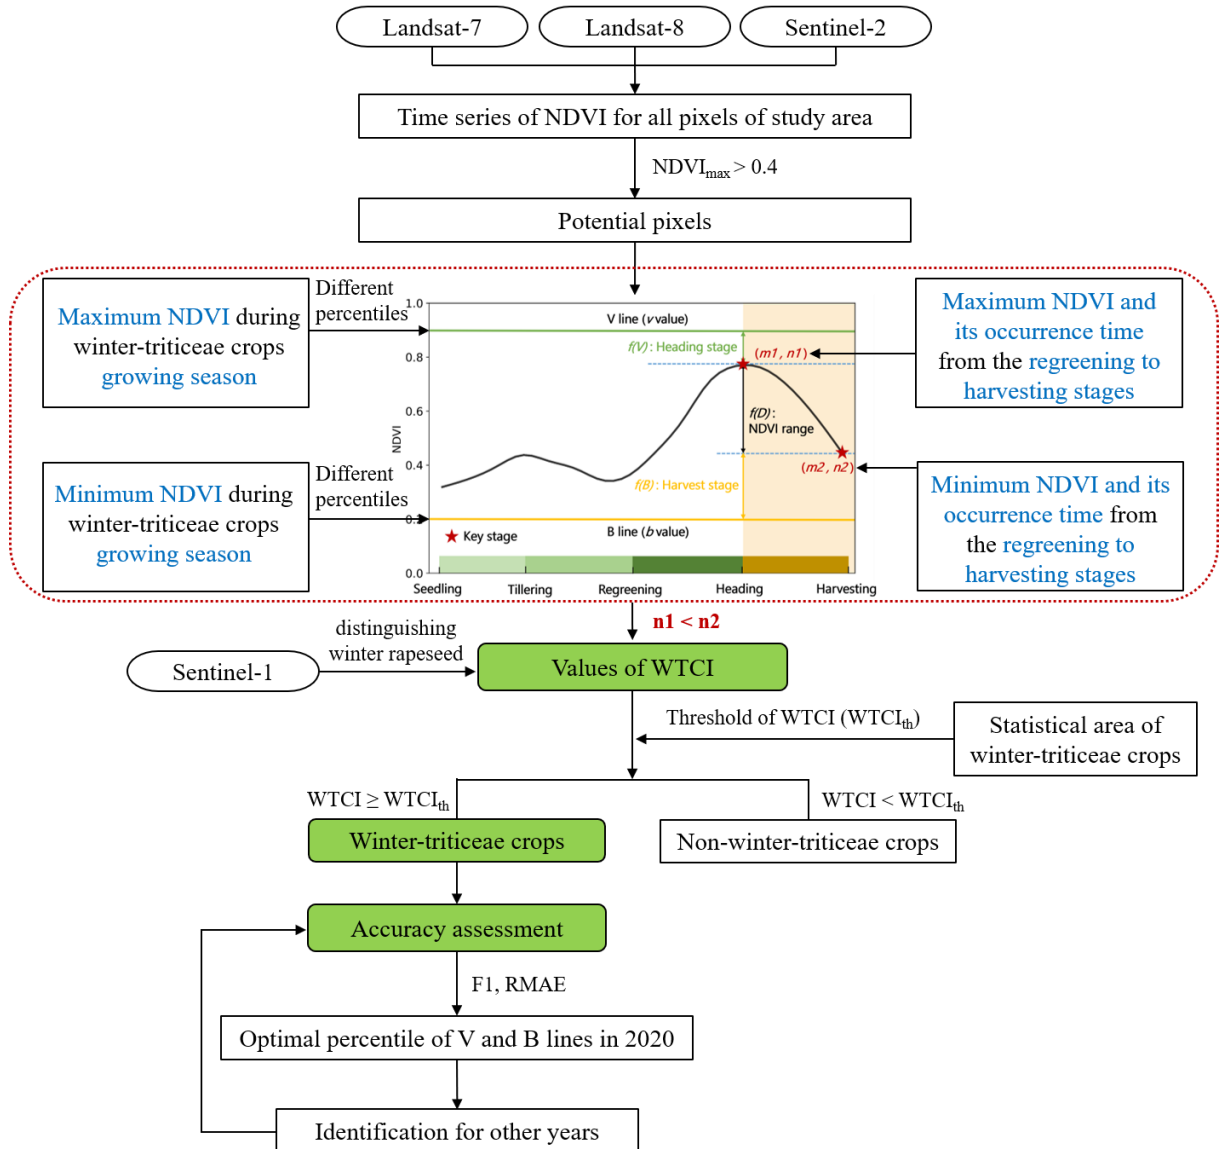 Landsat-7
Landsat-8
Sentinel-2
Time series of NDVI for all pixels of study area
NDVImax > 0.4
Potential pixels
Maximum NDVI during
winter-triticeae crops
growing season
Different
percentiles
Minimum NDVI during
winter-triticeae crops
growing season
Different
percentiles
1.0
0.8
0.6
0.4
0.2
0.0
NDVI
V line (v value)
f(V): Heading stage
(m1, n1)
f(D):
NDVI range
(m2, n2)
f(B): Harvest stage
B line (b value)
Key stage
Seedling
Tillering
Regreening
Heading
Harvesting
Maximum NDVI and
its occurrence time
from the regreening to
harvesting stages
Minimum NDVI and its
occurrence time from
the regreening to
harvesting stages
n1 < n2
Sentinel-1
distinguishing
winter rapeseed
Values of WTCI
Threshold of WTCI (WTCIth)
Statistical area of
winter-triticeae crops
WTCI ≥ WTCIth
WTCI < WTCIth
Winter-triticeae crops
Non-winter-triticeae crops
Accuracy assessment
F1, RMAE
Optimal percentile of V and B lines in 2020
Identification for other years